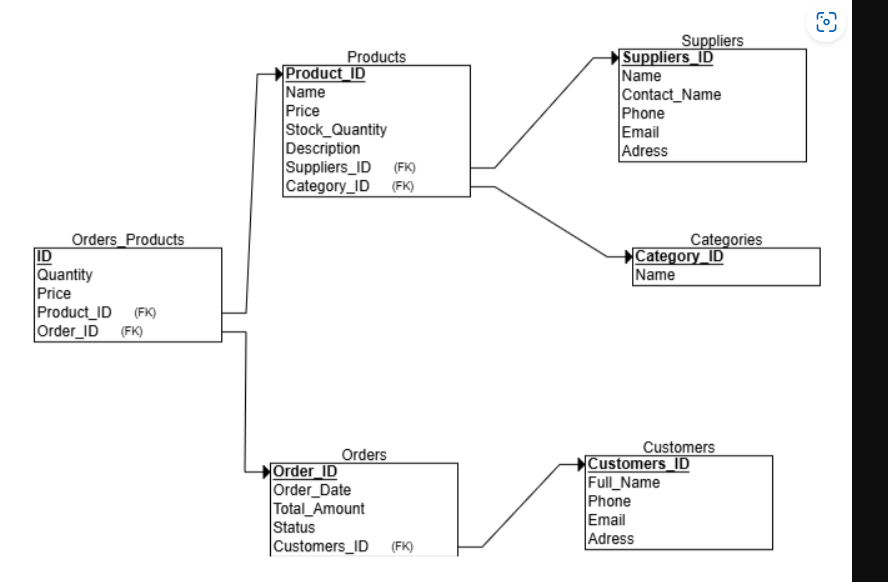 Suppliers
Suppliers_ID
Name
Contact_Name
Phone
Email
Adress
Products
Product_ID
Name
Price
Stock_Quantity
Description
Suppliers_ID (FK)
Category_ID (FK)
Categories
Category_ID
Name
Orders_Products
ID
Quantity
Price
Product_ID (FK)
Order_ID (FK)
Orders
Order_ID
Order_Date
Total_Amount
Status
Customers_ID (FK)
Customers
Customers_ID
Full_Name
Phone
Email
Adress